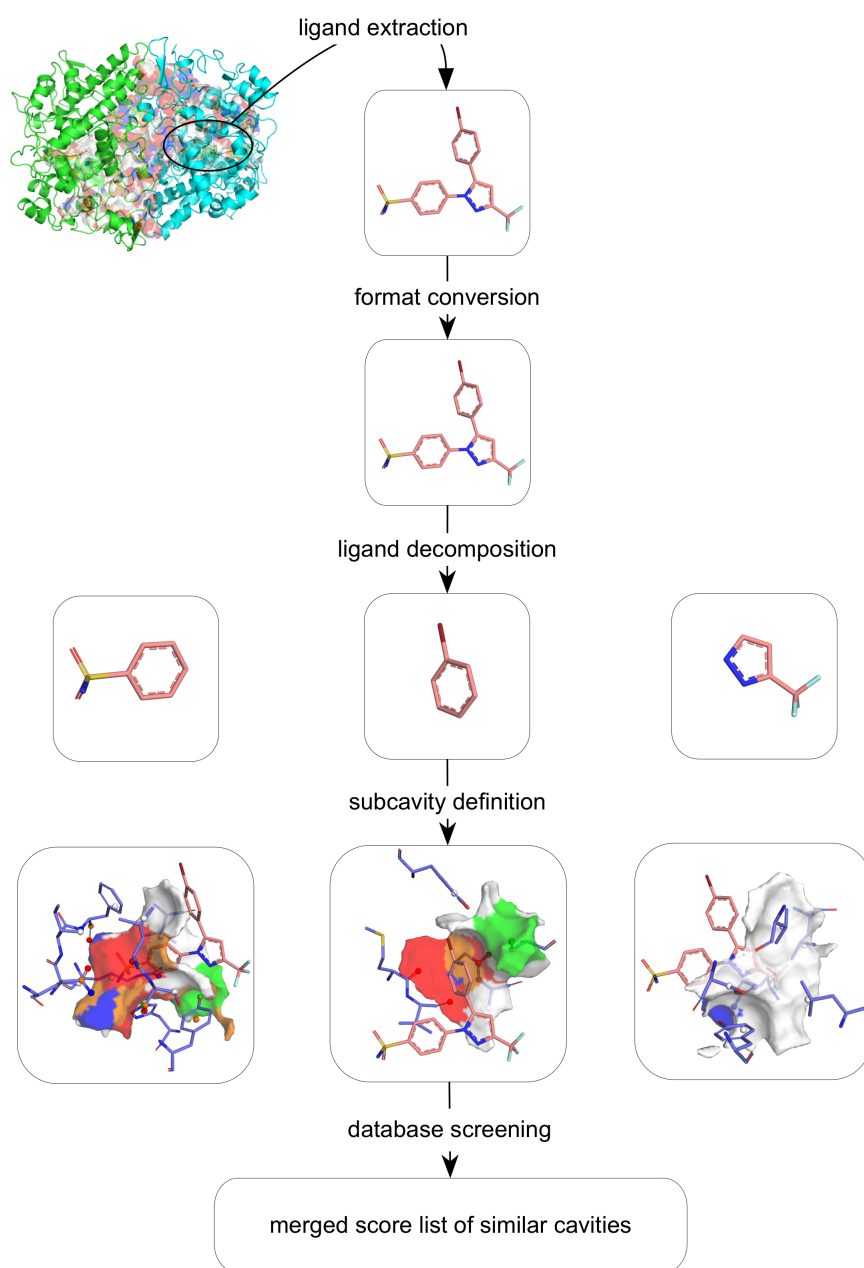 ligand extraction
format conversion
ligand decomposition
subcavity definition
database screening
merged score list of similar cavities